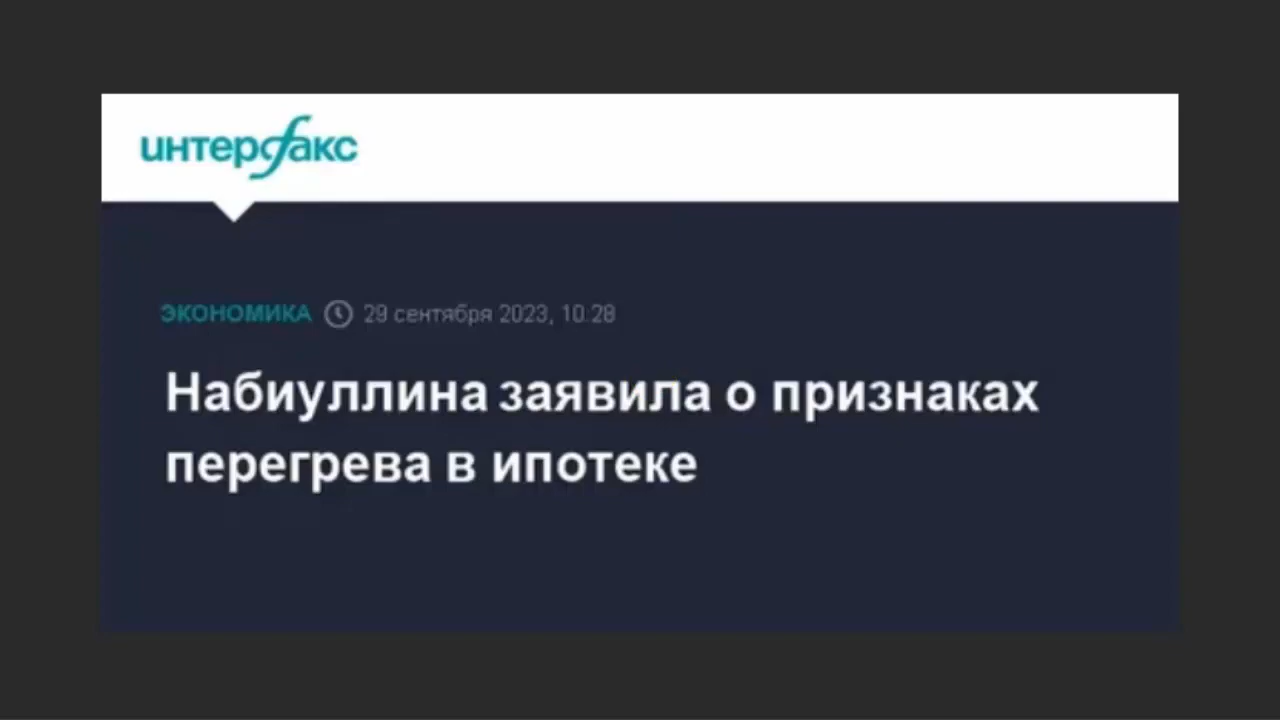 интерфакс
ЭКОНОМИКА 29 сентября 2023, 10:28
Набиуллина заявила о признаках
перегрева в ипотеке